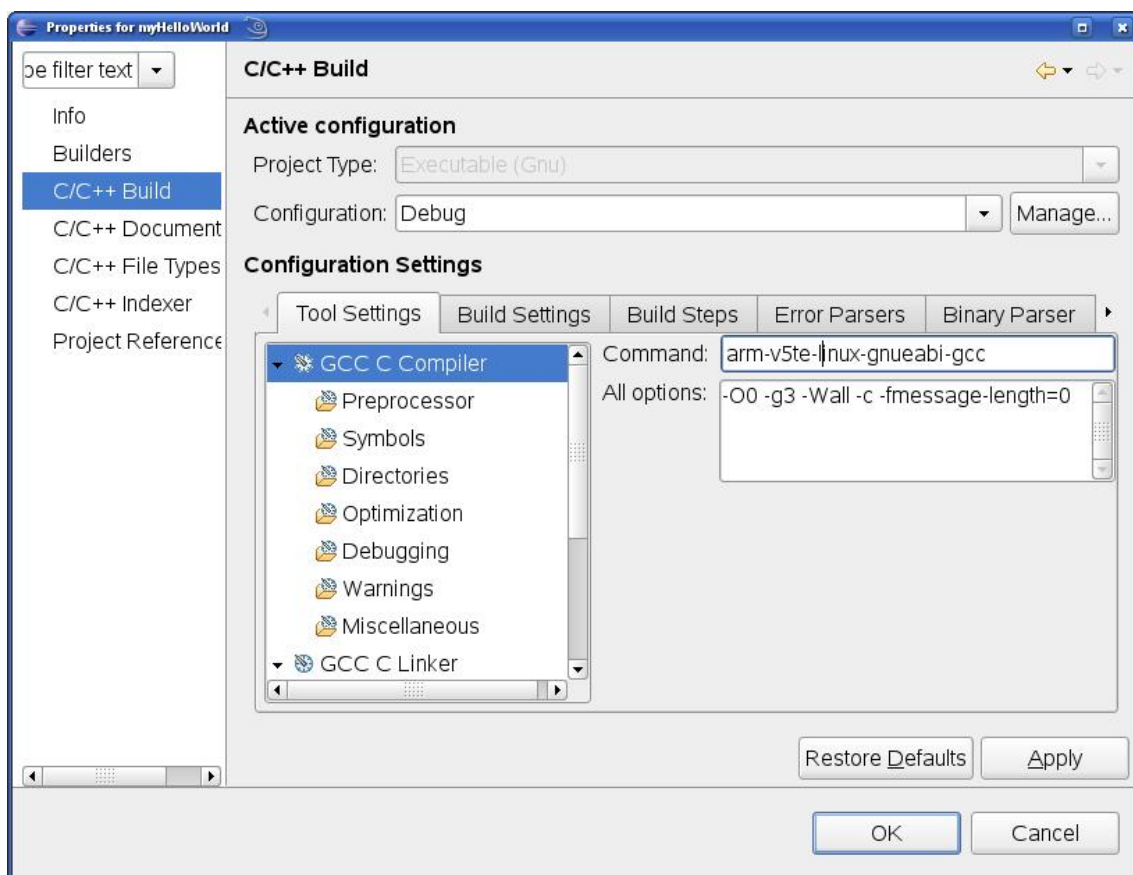 Properties for myHelloWorld
pe filter text
Info
Builders
C/C++ Build
C/C++ Document
C/C++ File Types
C/C++ Indexer
Project Reference
C/C++ Build
Active configuration
Project Type: Executable (Gnu)
Configuration: Debug Manage...
Configuration Settings
Tool Settings Build Settings Build Steps Error Parsers Binary Parser
GCC C Compiler
Preprocessor
Symbols
Directories
Optimization
Debugging
Warnings
Miscellaneous
GCC C Linker
Command: arm-v5te-linux-gnueabi-gcc
All options: -O0 -g3 -Wall -c -fmessage-length=0
Restore Defaults Apply
OK Cancel